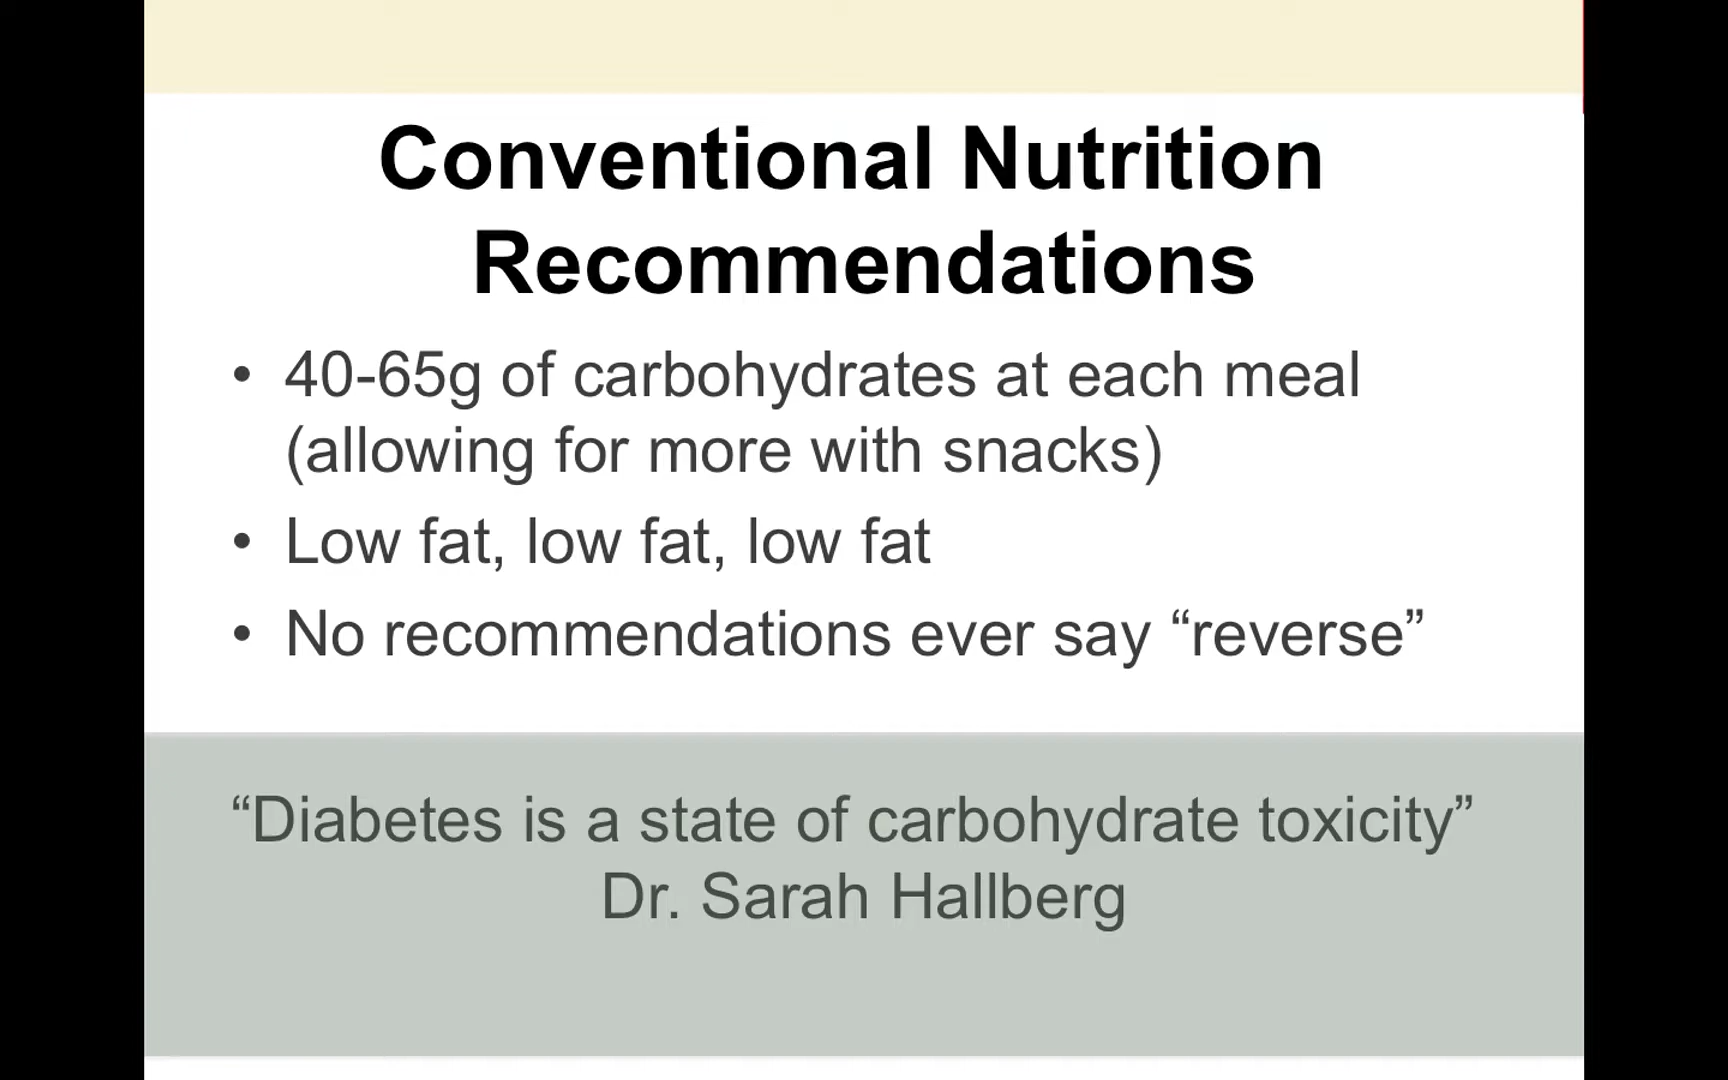 Conventional Nutrition
Recommendations
• 40-65g of carbohydrates at each meal
(allowing for more with snacks)
• Low fat, low fat, low fat
• No recommendations ever say “reverse”
“Diabetes is a state of carbohydrate toxicity”
Dr. Sarah Hallberg